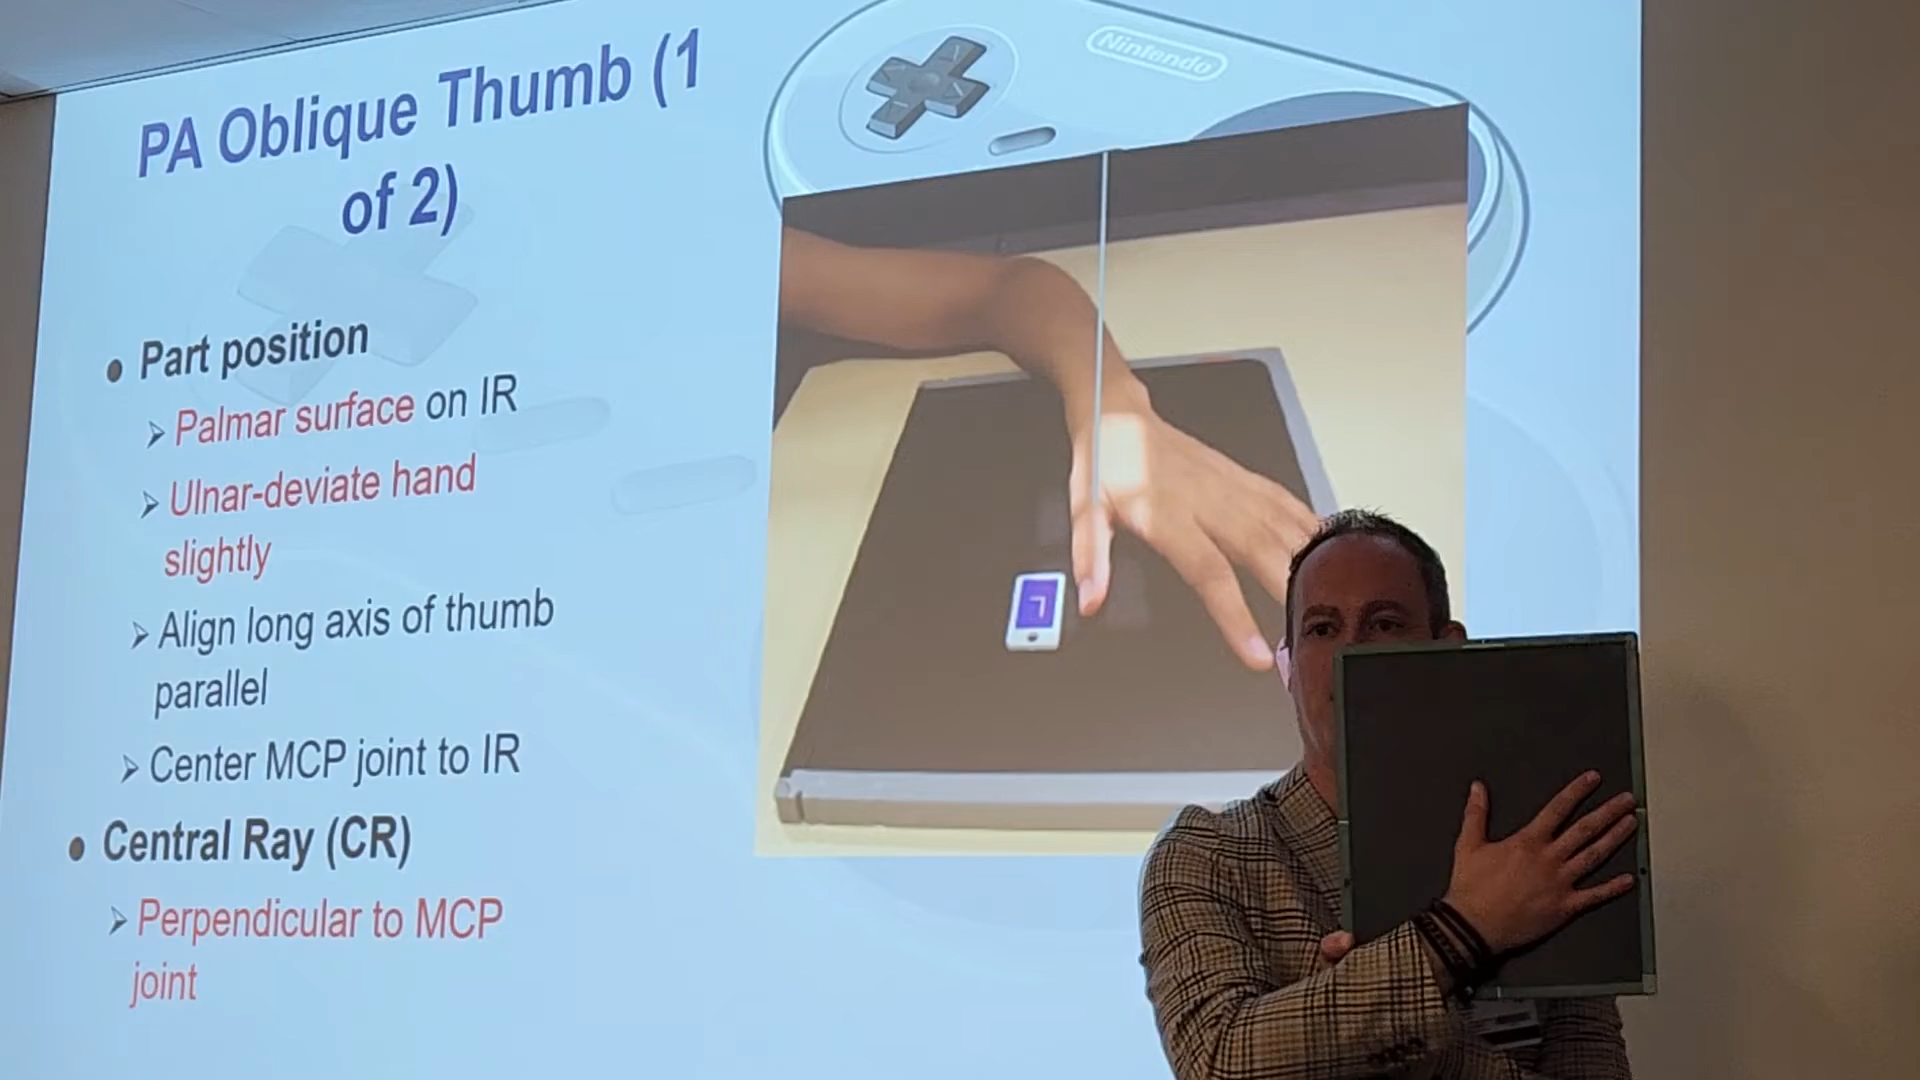 PA Oblique Thumb (1
of 2)
Nintendo
Part position
Palmar surface on IR
Ulnar-deviate hand
slightly
Align long axis of thumb
parallel
Center MCP joint to IR
Central Ray (CR)
Perpendicular to MCP
joint